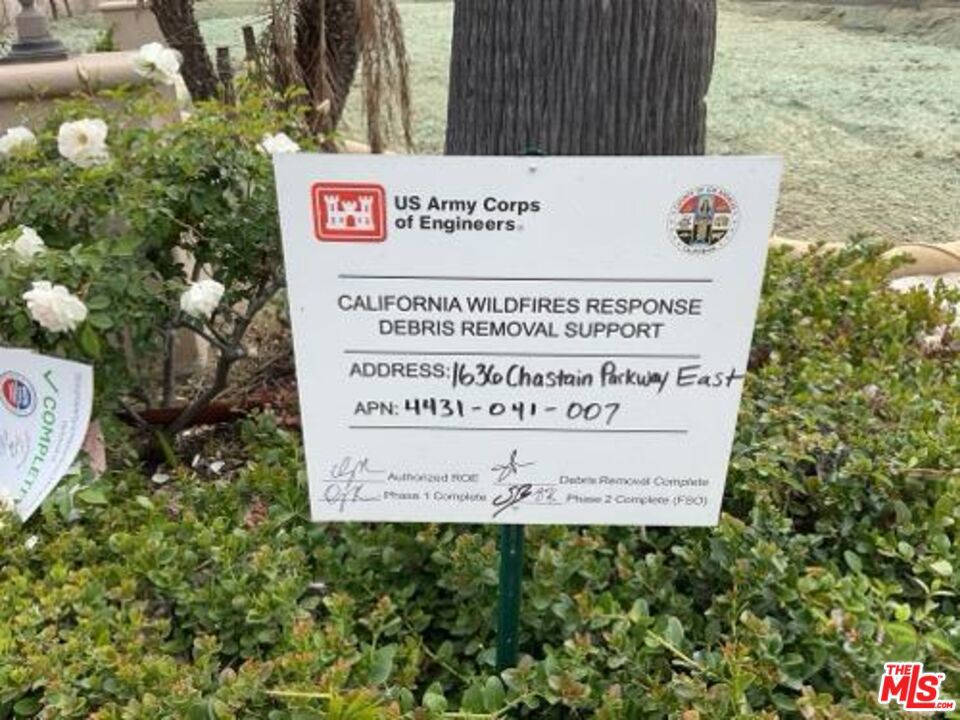 US Army Corps
of Engineers®
CALIFORNIA WILDFIRES RESPONSE
DEBRIS REMOVAL SUPPORT
ADDRESS: 1636 Chastain Parkway East
APN: 4431-041-007
Authorized ROE
Debris Removal Complete
Phase 1 Complete
Phase 2 Complete (FSO)
THE
MLS
.COM